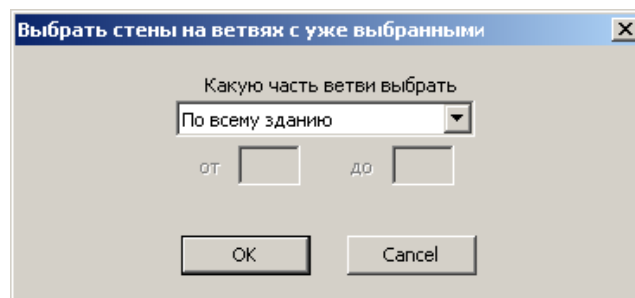 Выбрать стены на ветвях с уже выбранными
Какую часть ветви выбрать
По всему зданию
от до
OK Cancel